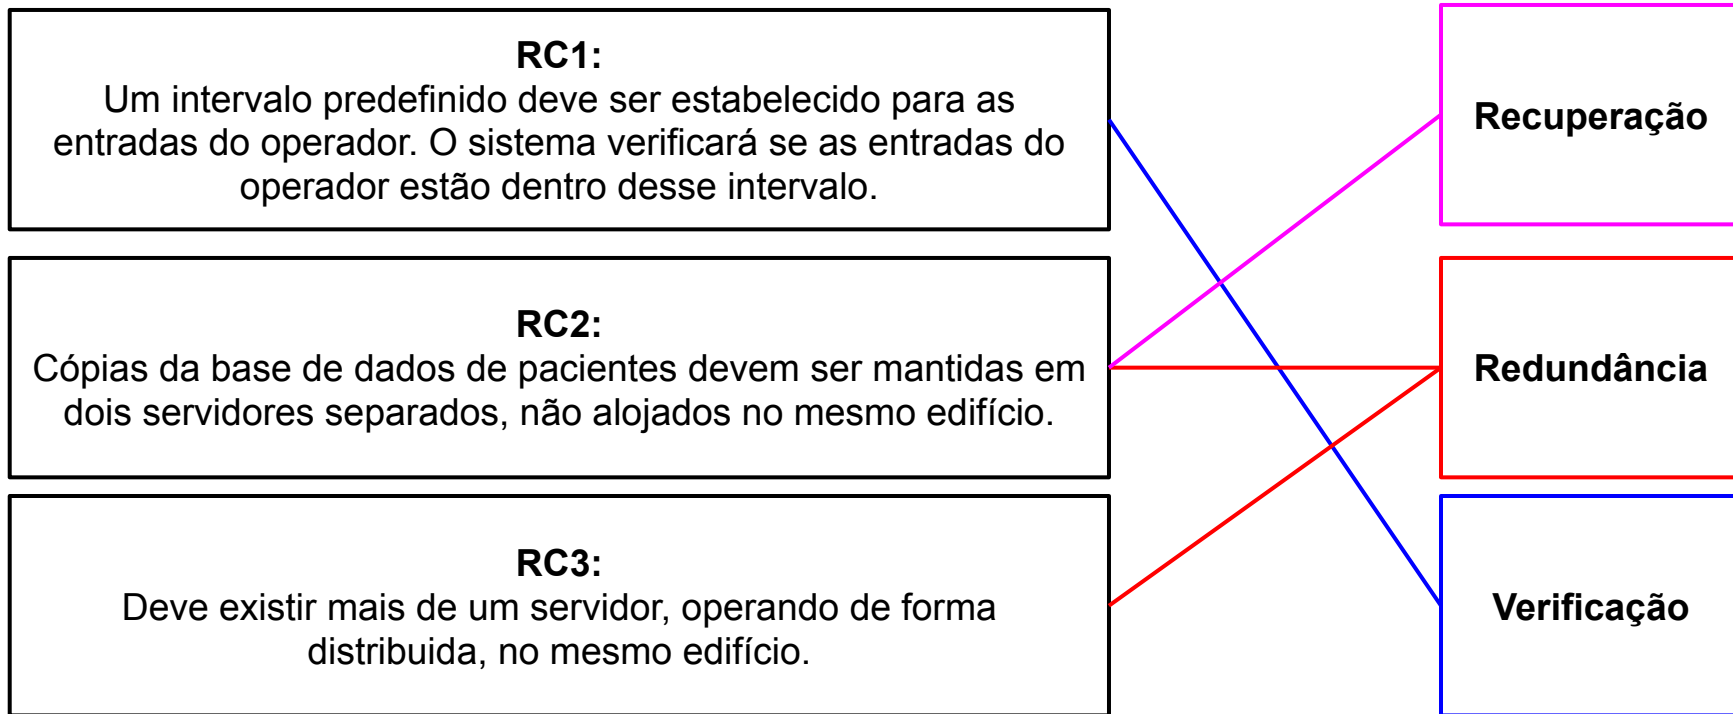 RC1:
Um intervalo predefinido deve ser estabelecido para as
entradas do operador. O sistema verificará se as entradas do
operador estão dentro desse intervalo.
Recuperação
RC2:
Cópias da base de dados de pacientes devem ser mantidas em
dois servidores separados, não alojados no mesmo edifício.
Redundância
RC3:
Deve existir mais de um servidor, operando de forma
distribuida, no mesmo edifício.
Verificação